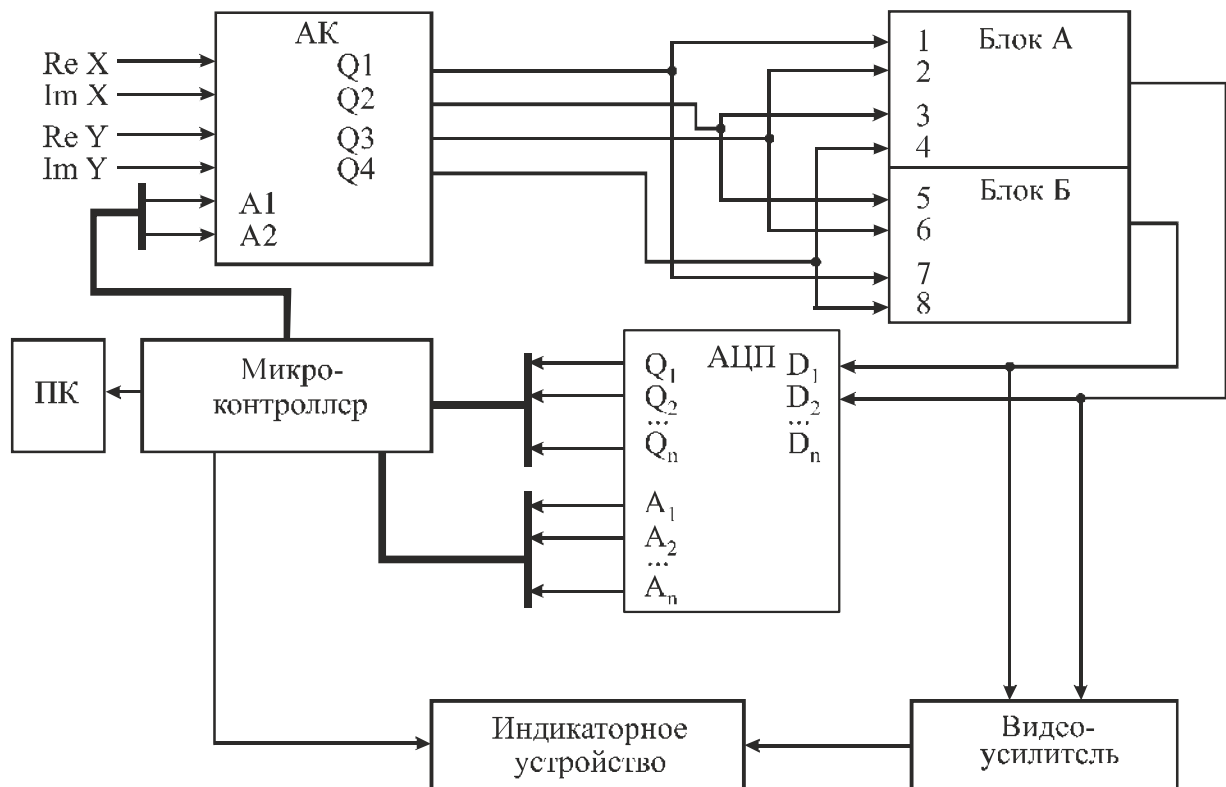 АК
Re X
Im X
Re Y
Im Y
A1
A2
Q1
Q2
Q3
Q4
1
2
3
4
Блок А
5
6
7
8
Блок Б
ПК
Микро-
контроллер
АЦП
Q1
Q2
...
Qn
A1
A2
...
An
D1
D2
...
Dn
Индикаторное
устройство
Видео-
усилитель